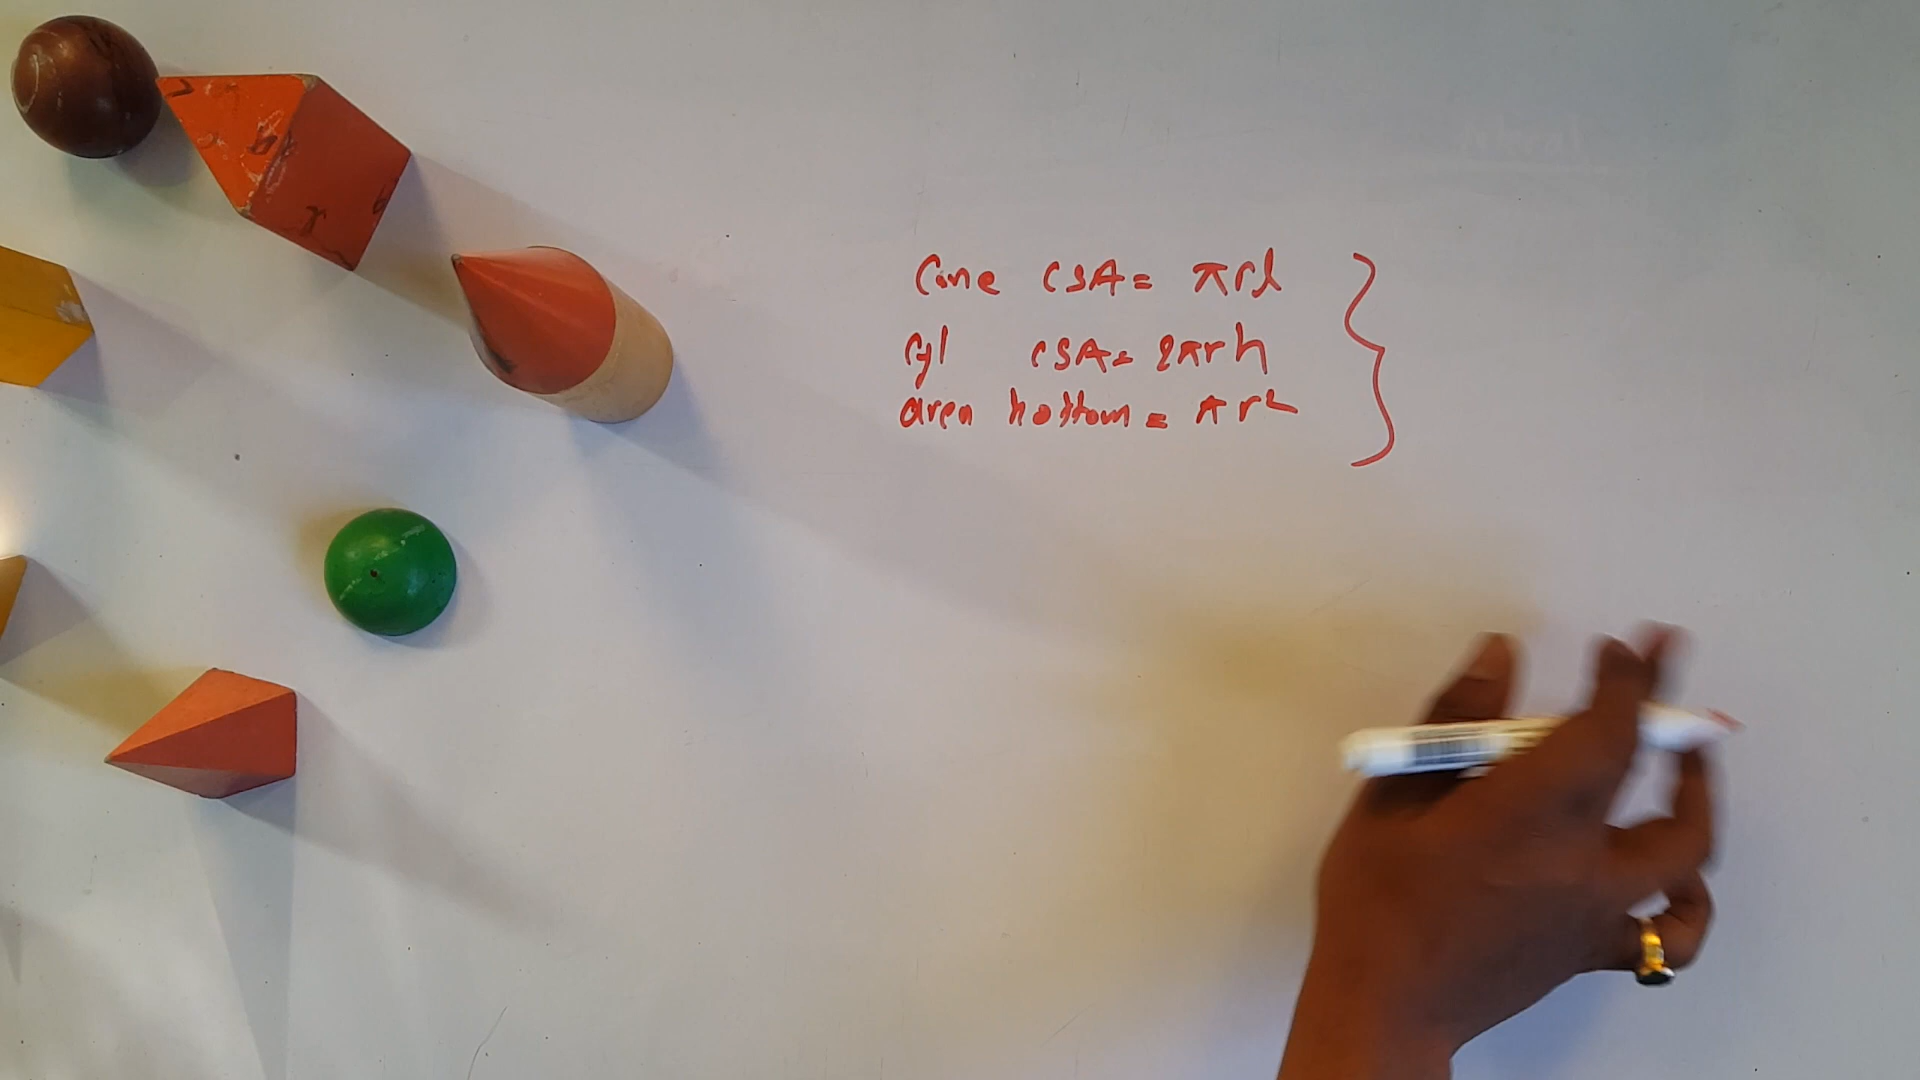 Cone CSA = πrl
Cyl CSA = 2πrh
area bottom = πr²